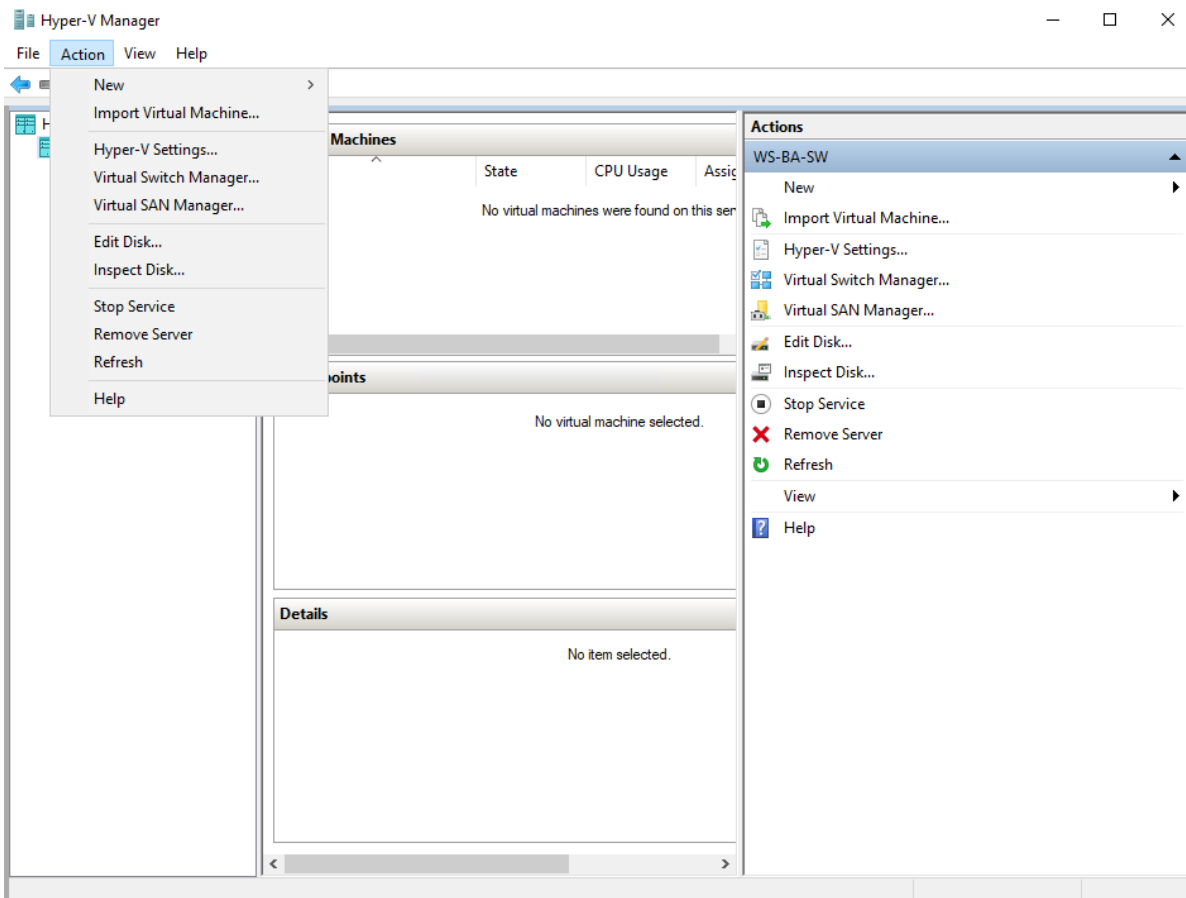 Hyper-V Manager
File Action View Help
New
Import Virtual Machine...
Hyper-V Settings...
Virtual Switch Manager...
Virtual SAN Manager...
Edit Disk...
Inspect Disk...
Stop Service
Remove Server
Refresh
Help
H
Machines
State CPU Usage Assig
No virtual machines were found on this ser
oints
No virtual machine selected.
Details
No item selected.
Actions
WS-BA-SW
New
Import Virtual Machine...
Hyper-V Settings...
Virtual Switch Manager...
Virtual SAN Manager...
Edit Disk...
Inspect Disk...
Stop Service
Remove Server
Refresh
View
Help